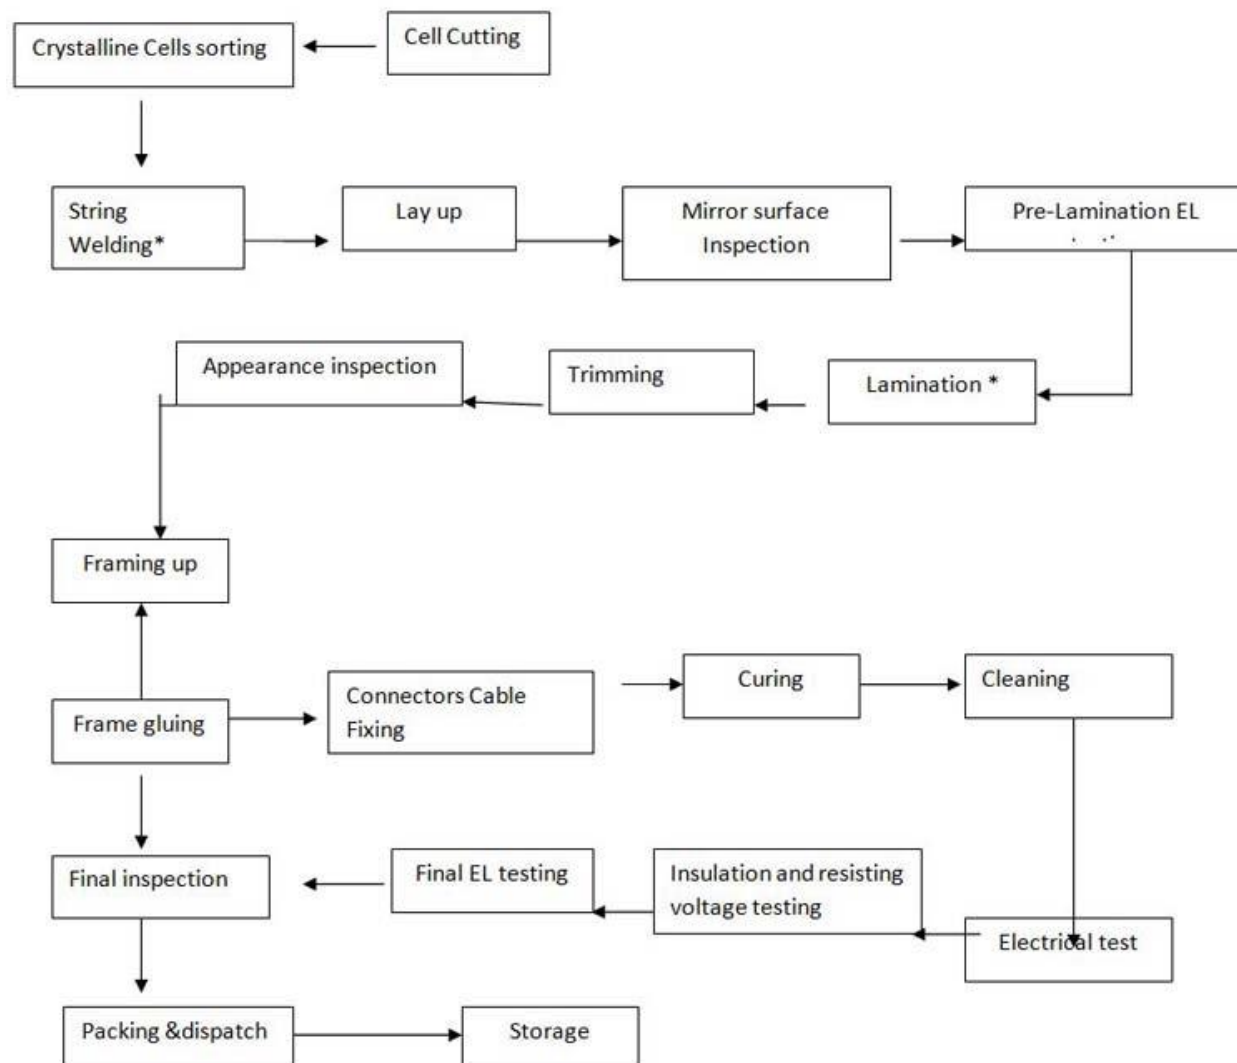 Cell Cutting
Crystalline Cells sorting
String
Welding*
Lay up
Mirror surface
Inspection
Pre-Lamination EL
Lamination *
Trimming
Appearance inspection
Framing up
Frame gluing
Connectors Cable
Fixing
Curing
Cleaning
Electrical test
Insulation and resisting
voltage testing
Final EL testing
Final inspection
Packing &dispatch
Storage